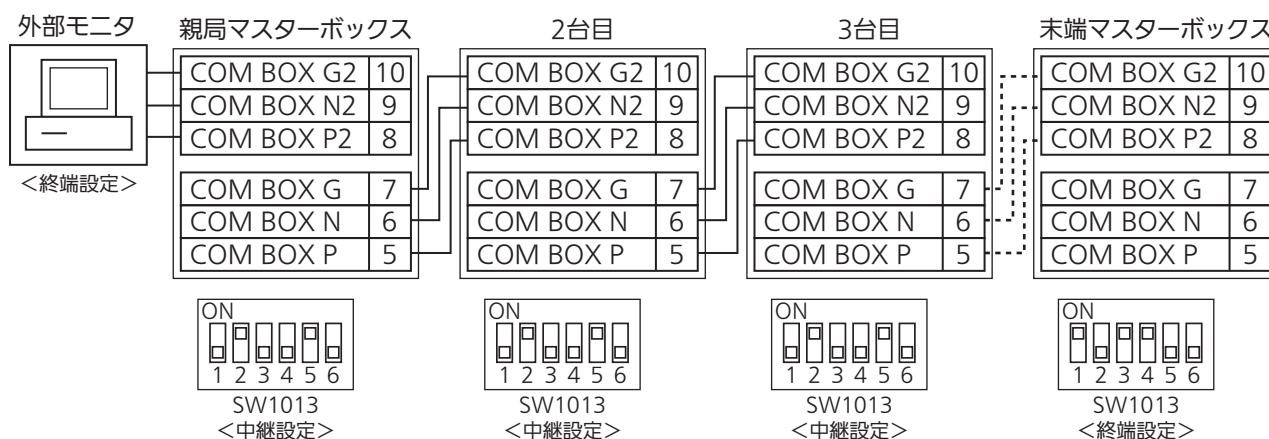 外部モニタ
<終端設定>
親局マスターボックス
COM BOX G2 10
COM BOX N2 9
COM BOX P2 8
COM BOX G 7
COM BOX N 6
COM BOX P 5
ON
1 2 3 4 5 6
SW1013
<中継設定>
2台目
COM BOX G2 10
COM BOX N2 9
COM BOX P2 8
COM BOX G 7
COM BOX N 6
COM BOX P 5
ON
1 2 3 4 5 6
SW1013
<中継設定>
3台目
COM BOX G2 10
COM BOX N2 9
COM BOX P2 8
COM BOX G 7
COM BOX N 6
COM BOX P 5
ON
1 2 3 4 5 6
SW1013
<中継設定>
末端マスターボックス
COM BOX G2 10
COM BOX N2 9
COM BOX P2 8
COM BOX G 7
COM BOX N 6
COM BOX P 5
ON
1 2 3 4 5 6
SW1013
<終端設定>